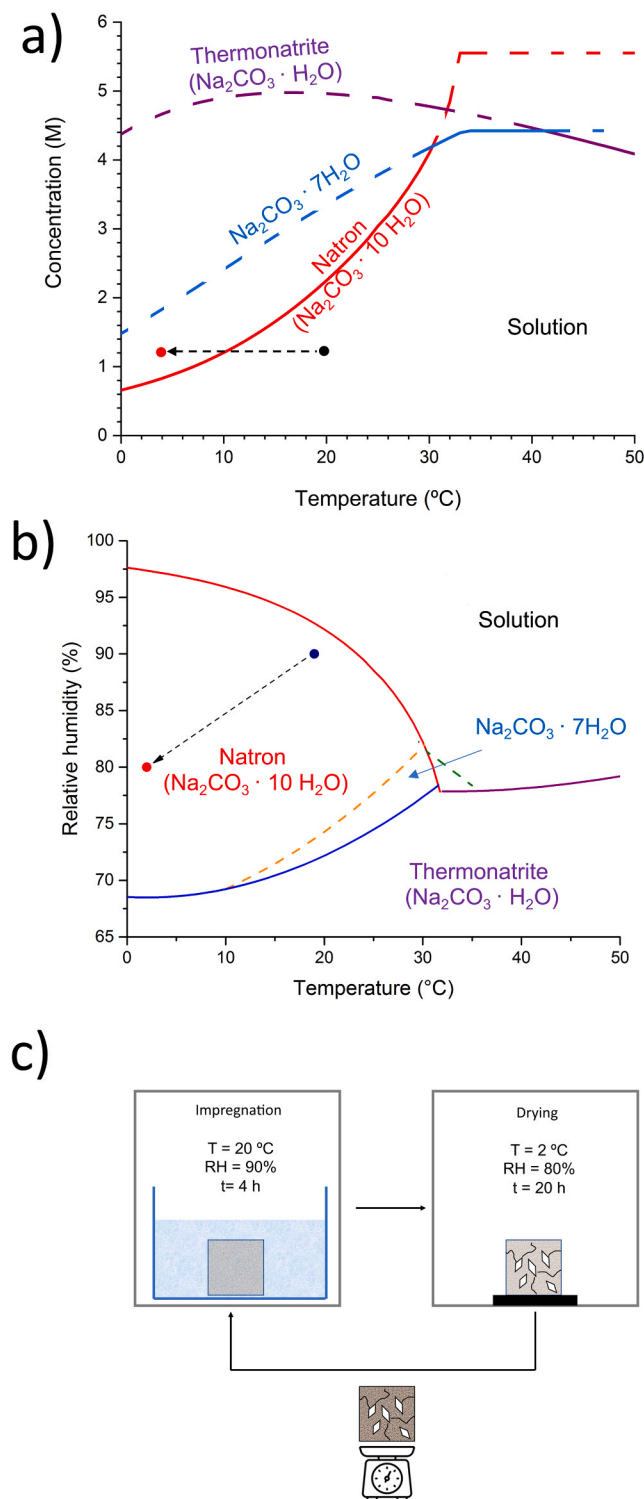 a)
6
5
4
3
2
1
0
Concentration (M)
Thermonatrite
(Na₂CO₃ · H₂O)
Na₂CO₃ · 7H₂O
Natron
(Na₂CO₃ · 10 H₂O)
Solution
0 10 20 30 40 50
Temperature (ºC)
b)
100
95
90
85
80
75
70
65
Relative humidity (%)
Solution
Na₂CO₃ · 7H₂O
Natron
(Na₂CO₃ · 10 H₂O)
Thermonatrite
(Na₂CO₃ · H₂O)
0 10 20 30 40 50
Temperature (°C)
c)
Impregnation
T = 20 ºC
RH = 90%
t= 4 h
Drying
T = 2 ºC
RH = 80%
t = 20 h